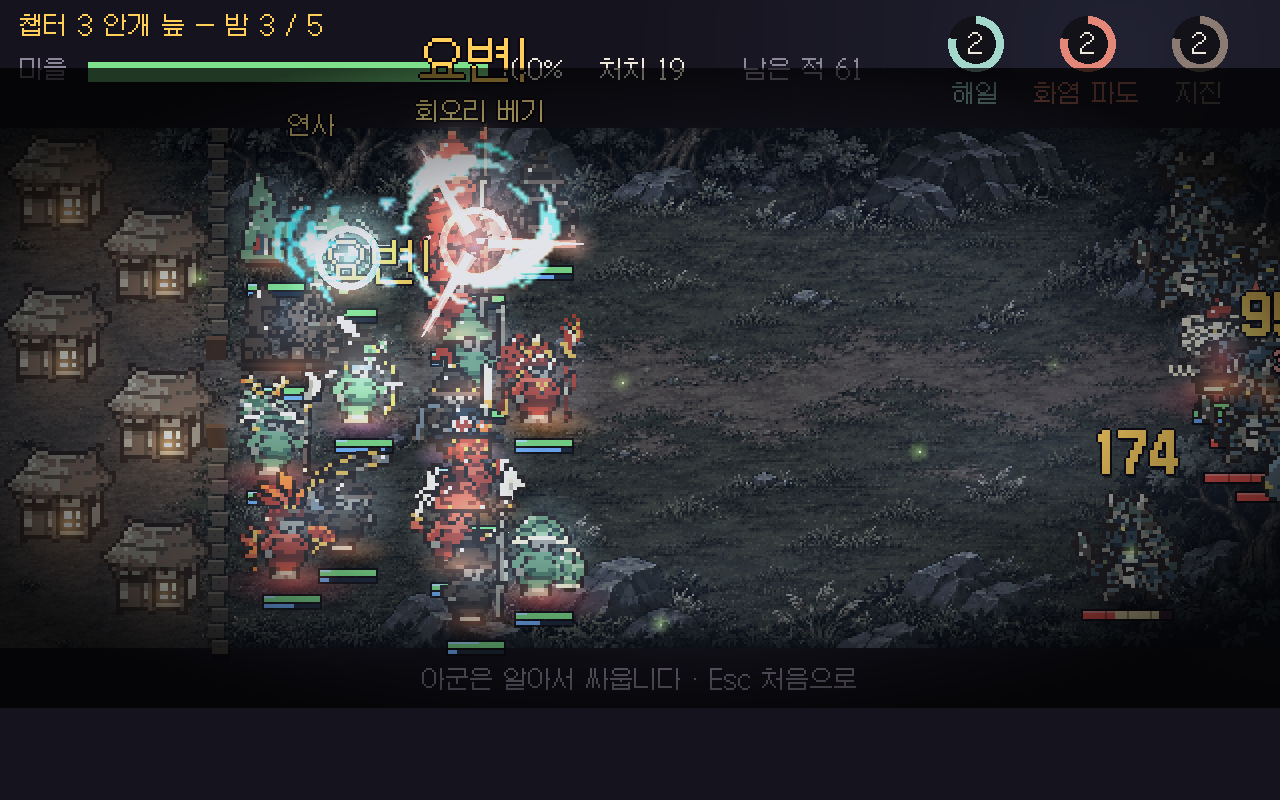 챕터 3 안개 늪 – 밤 3 / 5
마을
요변!
00%
처치 19
남은 적 61
2
2
2
해일
화염 파도
지진
연사
회오리 베기
174
아군은 알아서 싸웁니다 · Esc 처음으로